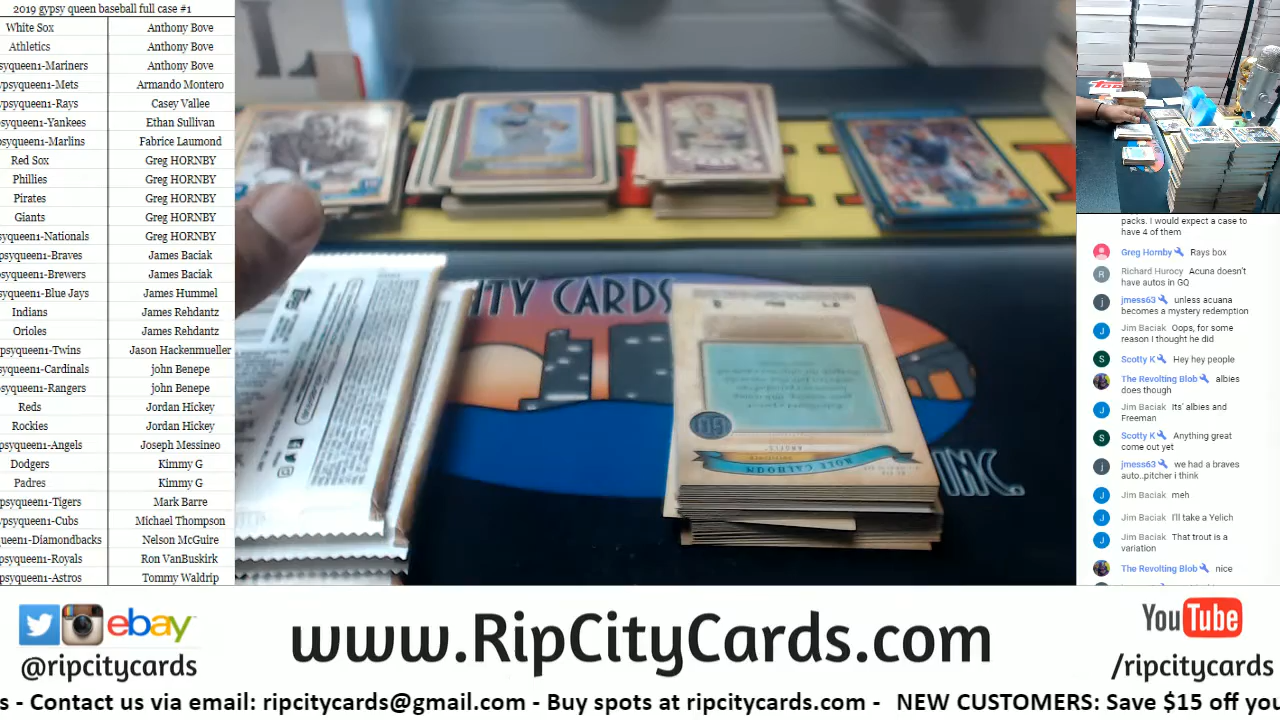 2019 gypsy queen baseball full case #1
White Sox Anthony Bove
Athletics Anthony Bove
syqueen1-Mariners Anthony Bove
ypsyqueen1-Mets Armando Montero
ypsyqueen1-Rays Casey Vallee
psyqueen1-Yankees Ethan Sullivan
psyqueen1-Marlins Fabrice Laumond
Red Sox Greg HORNBY
Phillies Greg HORNBY
Pirates Greg HORNBY
Giants Greg HORNBY
syqueen1-Nationals Greg HORNBY
psyqueen1-Braves James Baciak
syqueen1-Brewers James Baciak
syqueen1-Blue Jays James Hummel
Indians James Rehdantz
Orioles James Rehdantz
ypsyqueen1-Twins Jason Hackenmueller
syqueen1-Cardinals john Benepe
psyqueen1-Rangers john Benepe
Reds Jordan Hickey
Rockies Jordan Hickey
psyqueen1-Angels Joseph Messineo
Dodgers Kimmy G
Padres Kimmy G
psyqueen1-Tigers Mark Barre
psyqueen1-Cubs Michael Thompson
ueen1-Diamondbacks Nelson McGuire
psyqueen1-Royals Ron VanBuskirk
psyqueen1-Astros Tommy Waldrip
CITY CARDS
INC.
KOLE CALHOUN
ANGELS
packs. I would expect a case to
have 4 of them
Greg Hornby Rays box
Richard Hurocy Acuna doesn't
have autos in GQ
jmess63 unless acuana
becomes a mystery redemption
Jim Baciak Oops, for some
reason I thought he did
Scotty K Hey hey people
The Revolting Blob albies
does though
Jim Baciak Its' albies and
Freeman
Scotty K Anything great
come out yet
jmess63 we had a braves
auto..pitcher i think
Jim Baciak meh
Jim Baciak I'll take a Yelich
Jim Baciak That trout is a
variation
The Revolting Blob nice
ebay
@ripcitycards
www.RipCityCards.com
YouTube
/ripcitycards
s - Contact us via email: ripcitycards@gmail.com - Buy spots at ripcitycards.com - NEW CUSTOMERS: Save $15 off you